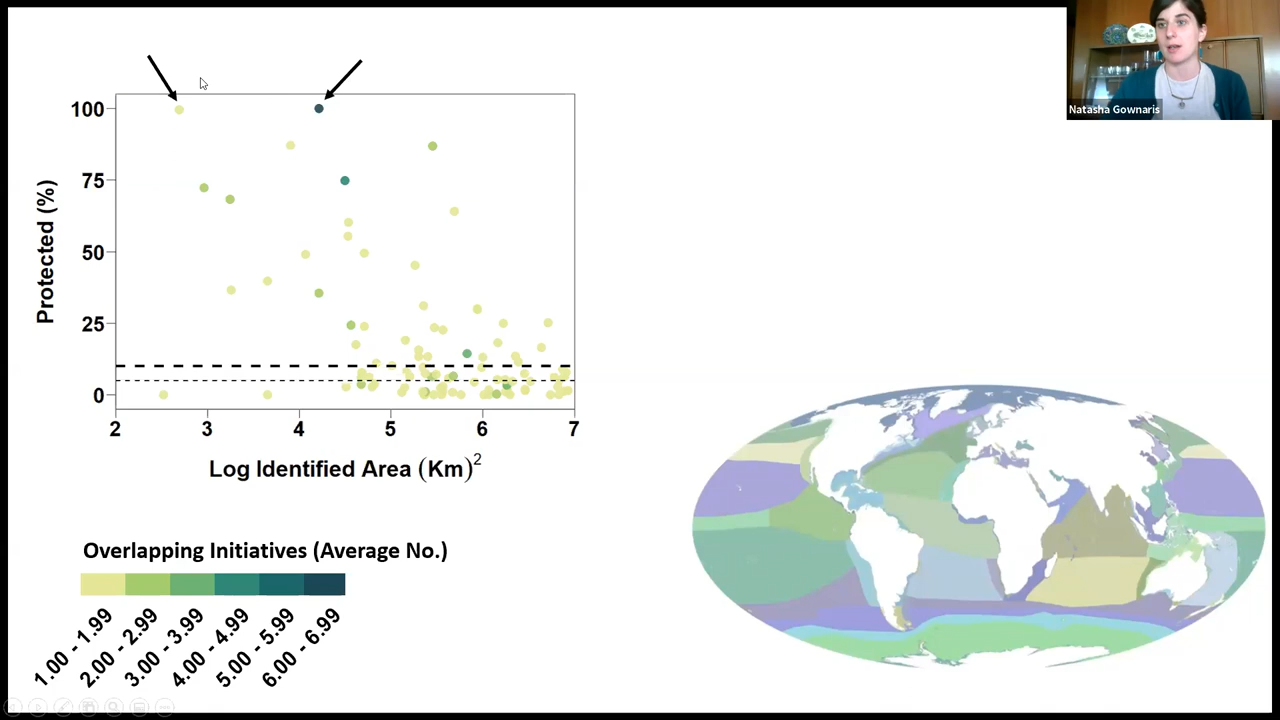 Natasha Gownaris
100
75
50
25
0
Protected (%)
2 3 4 5 6 7
Log Identified Area (Km)²
Overlapping Initiatives (Average No.)
1.00 - 1.99
2.00 - 2.99
3.00 - 3.99
4.00 - 4.99
5.00 - 5.99
6.00 - 6.99